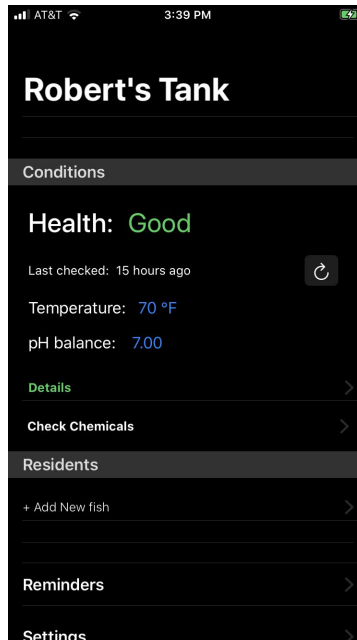 AT&T 3:39 PM
Robert's Tank
Conditions
Health: Good
Last checked: 15 hours ago
Temperature: 70 °F
pH balance: 7.00
Details
Check Chemicals
Residents
+ Add New fish
Reminders
Settings